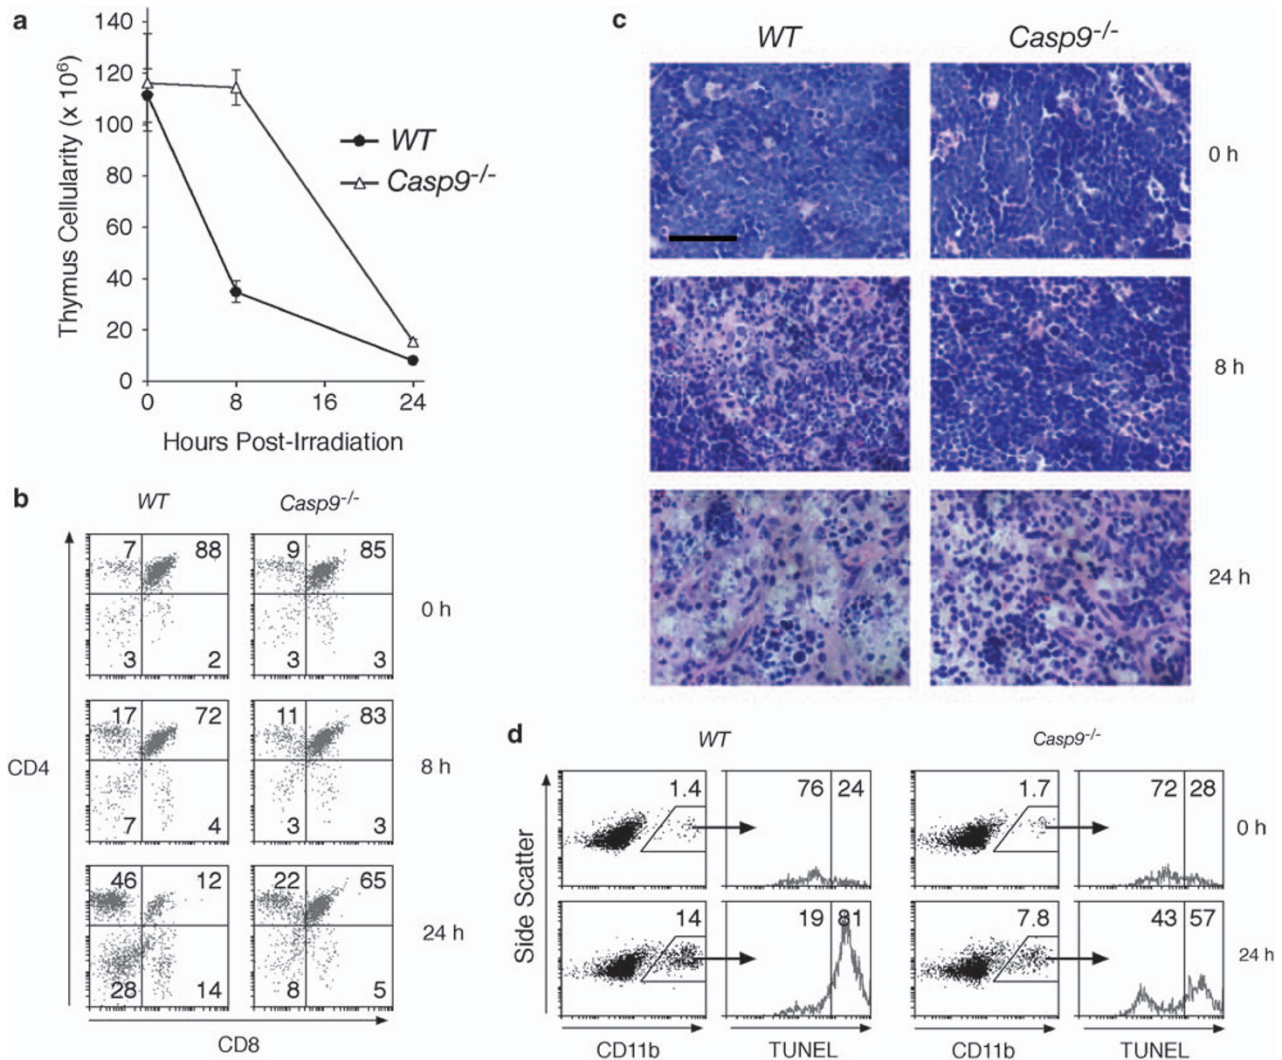 a
140
120
100
80
60
40
20
0
Thymus Cellularity (x 10⁶)
WT
Casp9⁻/⁻
0 8 16 24
Hours Post-Irradiation
b
WT Casp9⁻/⁻
7 88 9 85
3 2 3 3
0 h
17 72 11 83
7 4 3 3
8 h
46 12 22 65
28 14 8 5
24 h
CD4
CD8
c
WT Casp9⁻/⁻
0 h
8 h
24 h
d
WT Casp9⁻/⁻
1.4 76 24 1.7 72 28
0 h
14 19 81 7.8 43 57
24 h
Side Scatter
CD11b TUNEL CD11b TUNEL